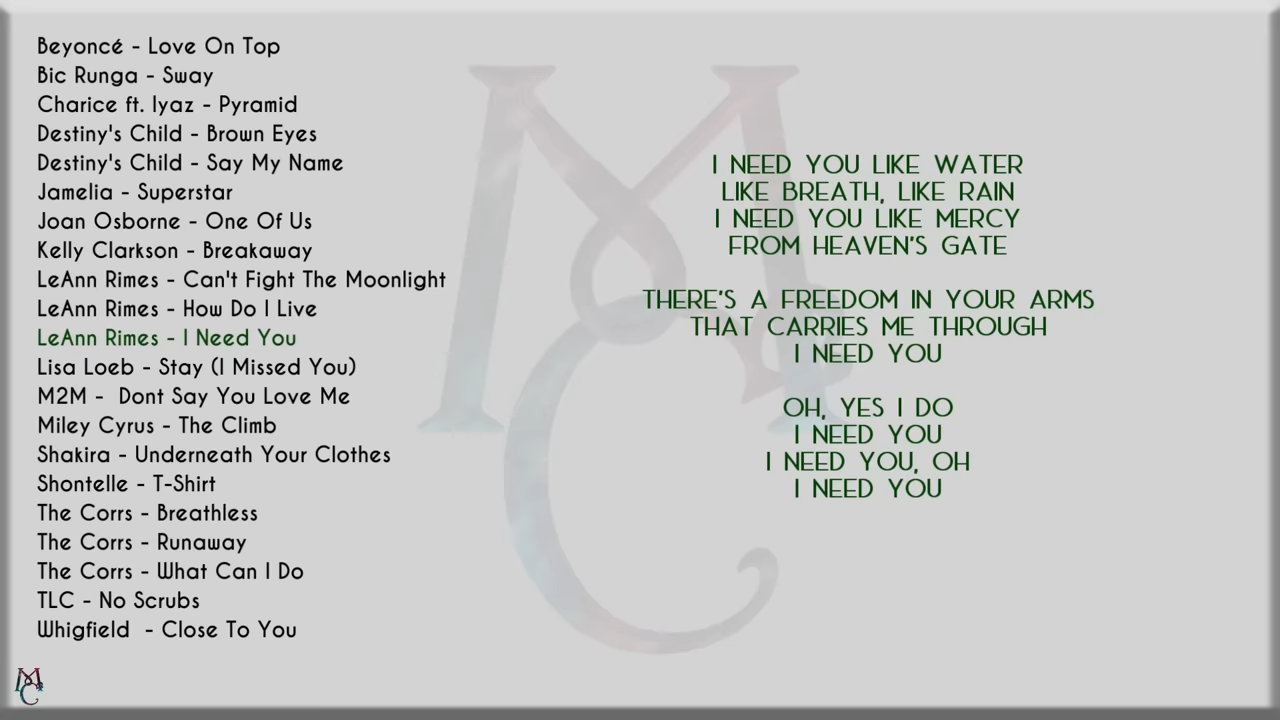 Beyoncé - Love On Top
Bic Runga - Sway
Charice ft. Iyaz - Pyramid
Destiny's Child - Brown Eyes
Destiny's Child - Say My Name
Jamelia - Superstar
Joan Osborne - One Of Us
Kelly Clarkson - Breakaway
LeAnn Rimes - Can't Fight The Moonlight
LeAnn Rimes - How Do I Live
LeAnn Rimes - I Need You
Lisa Loeb - Stay (I Missed You)
M2M -  Dont Say You Love Me
Miley Cyrus - The Climb
Shakira - Underneath Your Clothes
Shontelle - T-Shirt
The Corrs - Breathless
The Corrs - Runaway
The Corrs - What Can I Do
TLC - No Scrubs
Whigfield  - Close To You
I NEED YOU LIKE WATER
LIKE BREATH, LIKE RAIN
I NEED YOU LIKE MERCY
FROM HEAVEN'S GATE
THERE'S A FREEDOM IN YOUR ARMS
THAT CARRIES ME THROUGH
I NEED YOU
OH, YES I DO
I NEED YOU
I NEED YOU, OH
I NEED YOU
MC
MC